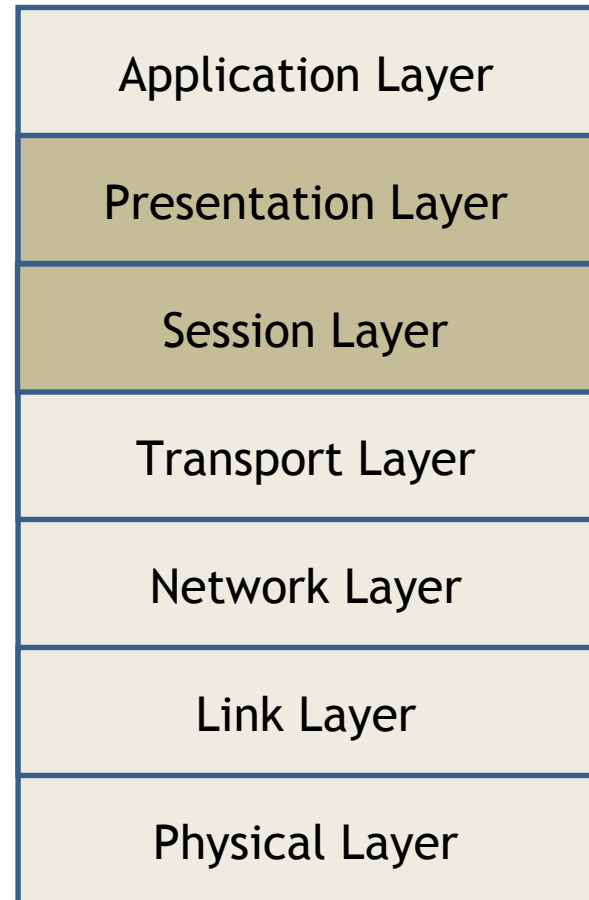 Application Layer
Presentation Layer
Session Layer
Transport Layer
Network Layer
Link Layer
Physical Layer